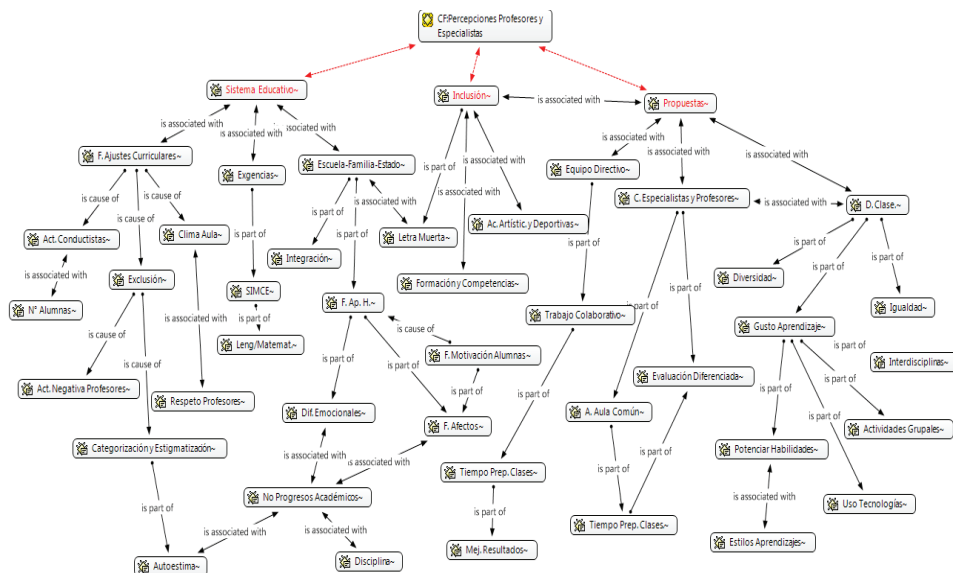 CF:Percepciones Profesores y
Especialistas
Sistema Educativo~
Inclusión~
is associated with
Propuestas~
is associated with
is associated with
is associated with
is associated with
is associated with
is associated with
F. Ajustes Curriculares~
Exgencias~
Escuela-Familia-Estado~
is part of
is associated with
is associated with
Equipo Directivo~
C. Especialistas y Profesores~
is associated with
D. Clase.~
is cause of
is cause of
is cause of
is part of
is part of
is associated with
Act. Conductistas~
Clima Aula~
Letra Muerta~
Ac. Artístic. y Deportivas~
is part of
is part of
is part of
is part of
Integración~
is associated with
Exclusión~
SIMCE~
Formación y Competencias~
Diversidad~
Igualdad~
N° Alumnas~
is associated with
is part of
F. Ap. H.~
Trabajo Colaborativo~
is part of
Gusto Aprendizaje~
is part of
is cause of
is cause of
Leng/Matemat.~
is cause of
F. Motivación Alumnas~
is part of
Interdisciplinas~
Act. Negativa Profesores~
Respeto Profesores~
is part of
is part of
is part of
is part of
Evaluación Diferenciada~
is part of
is part of
is part of
Dif. Emocionales~
F. Afectos~
A. Aula Común~
Actividades Grupales~
Categorización y Estigmatización~
is associated with
is associated with
Tiempo Prep. Clases~
is part of
is part of
Potenciar Habilidades~
No Progresos Académicos~
is part of
is associated with
Uso Tecnologías~
is part of
is associated with
is associated with
Tiempo Prep. Clases~
Mej. Resultados~
Estilos Aprendizajes~
Autoestima~
Disciplina~